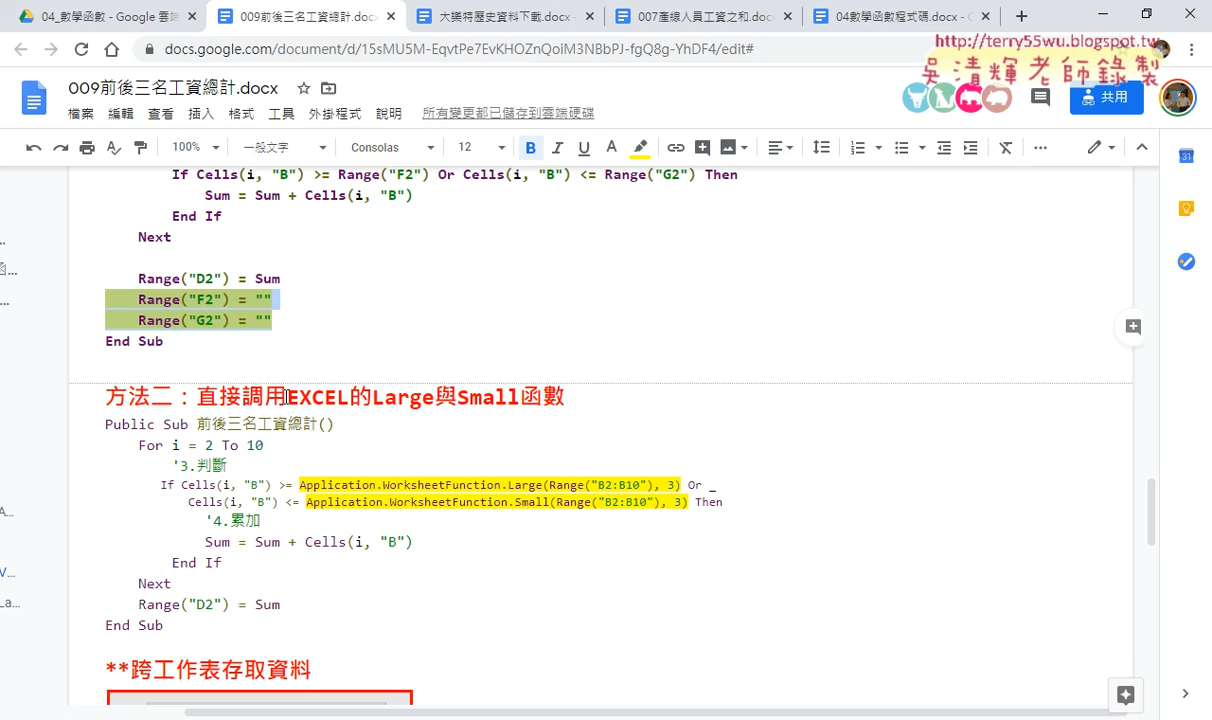 04_數學函數 - Google 雲端
009前後三名工資總計.docx
大樂特歷史資料下載.docx -
007產線人員工資之和.docx -
04數學函數程式碼.docx -
docs.google.com/document/d/15sMU5M-EqvtPe7EvKHOZnQoiM3NBbPJ-fgQ8g-YhDF4/edit#
http://terry55wu.blogspot.tw
吳清輝老師錄製
009前後三名工資總計.docx
檔案 編輯 查看 插入 格式 工具 外掛程式 說明 所有變更都已儲存到雲端硬碟
共用
100% 一般文字 Consolas 12 B I U A
31
If Cells(i, "B") >= Range("F2") Or Cells(i, "B") <= Range("G2") Then
Sum = Sum + Cells(i, "B")
End If
Next
Range("D2") = Sum
Range("F2") = ""
Range("G2") = ""
End Sub
方法二：直接調用EXCEL的Large與Small函數
Public Sub 前後三名工資總計()
For i = 2 To 10
'3.判斷
If Cells(i, "B") >= Application.WorksheetFunction.Large(Range("B2:B10"), 3) Or _
Cells(i, "B") <= Application.WorksheetFunction.Small(Range("B2:B10"), 3) Then
'4.累加
Sum = Sum + Cells(i, "B")
End If
Next
Range("D2") = Sum
End Sub
**跨工作表存取資料